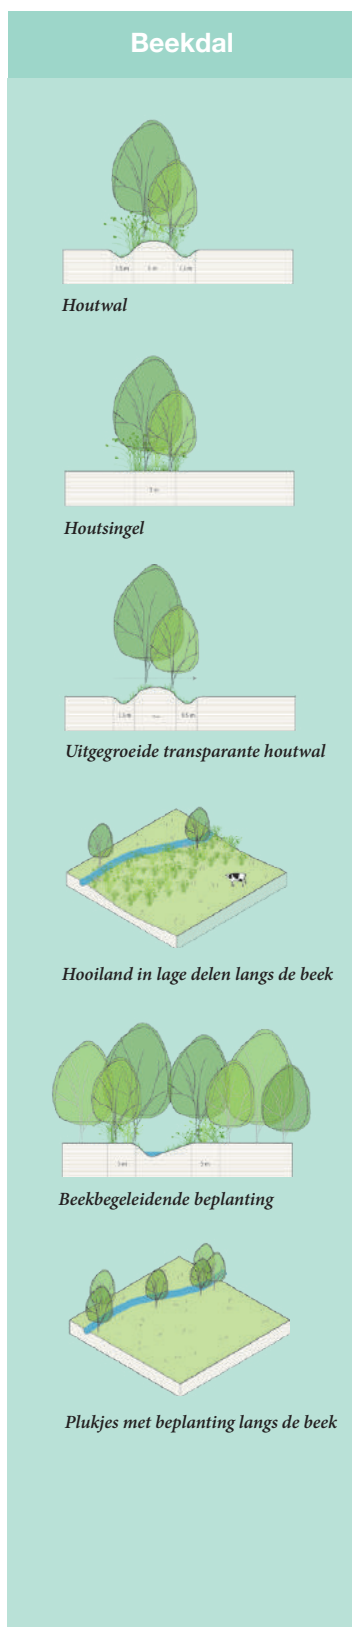 Beekdal
Houtwal
Houtsingel
Uitgegroeide transparante houtwal
Hooiland in lage delen langs de beek
Beekbegeleidende beplanting
Plukjes met beplanting langs de beek